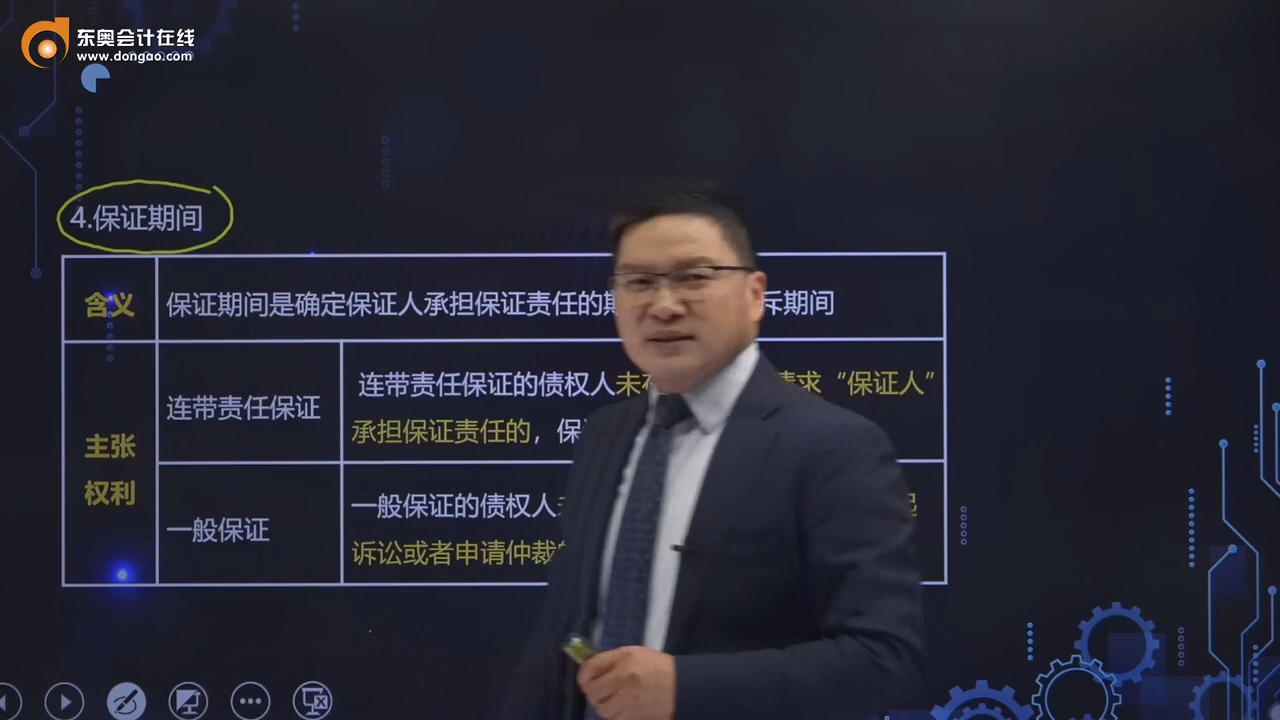 东奥会计在线
www.dongao.com
4.保证期间
含义
保证期间是确定保证人承担保证责任的
斥期间
主张
权利
连带责任保证
连带责任保证的债权人未
请求“保证人”
承担保证责任的，保
一般保证
一般保证的债权人
诉讼或者申请仲裁